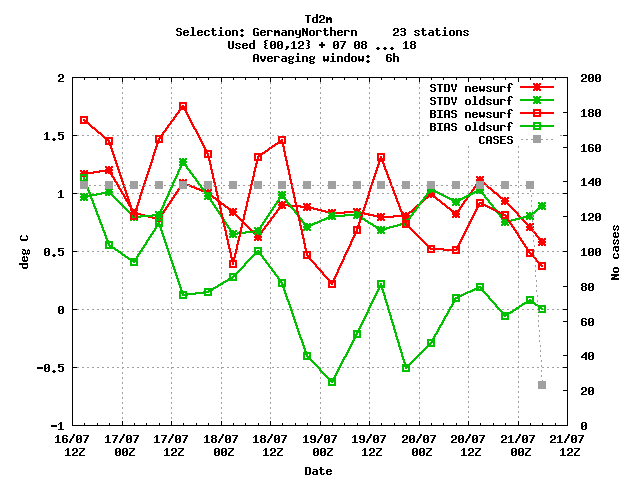 Td2m
Selection: GermanyNorthern 23 stations
Used {00,12} + 07 08 ... 18
Averaging window: 6h
STDV newsurf
STDV oldsurf
BIAS newsurf
BIAS oldsurf
CASES
deg C
2
1.5
1
0.5
0
-0.5
-1
No cases
200
180
160
140
120
100
80
60
40
20
0
16/07 17/07 17/07 18/07 18/07 19/07 19/07 20/07 20/07 21/07 21/07
12Z 00Z 12Z 00Z 12Z 00Z 12Z 00Z 12Z 00Z 12Z
Date